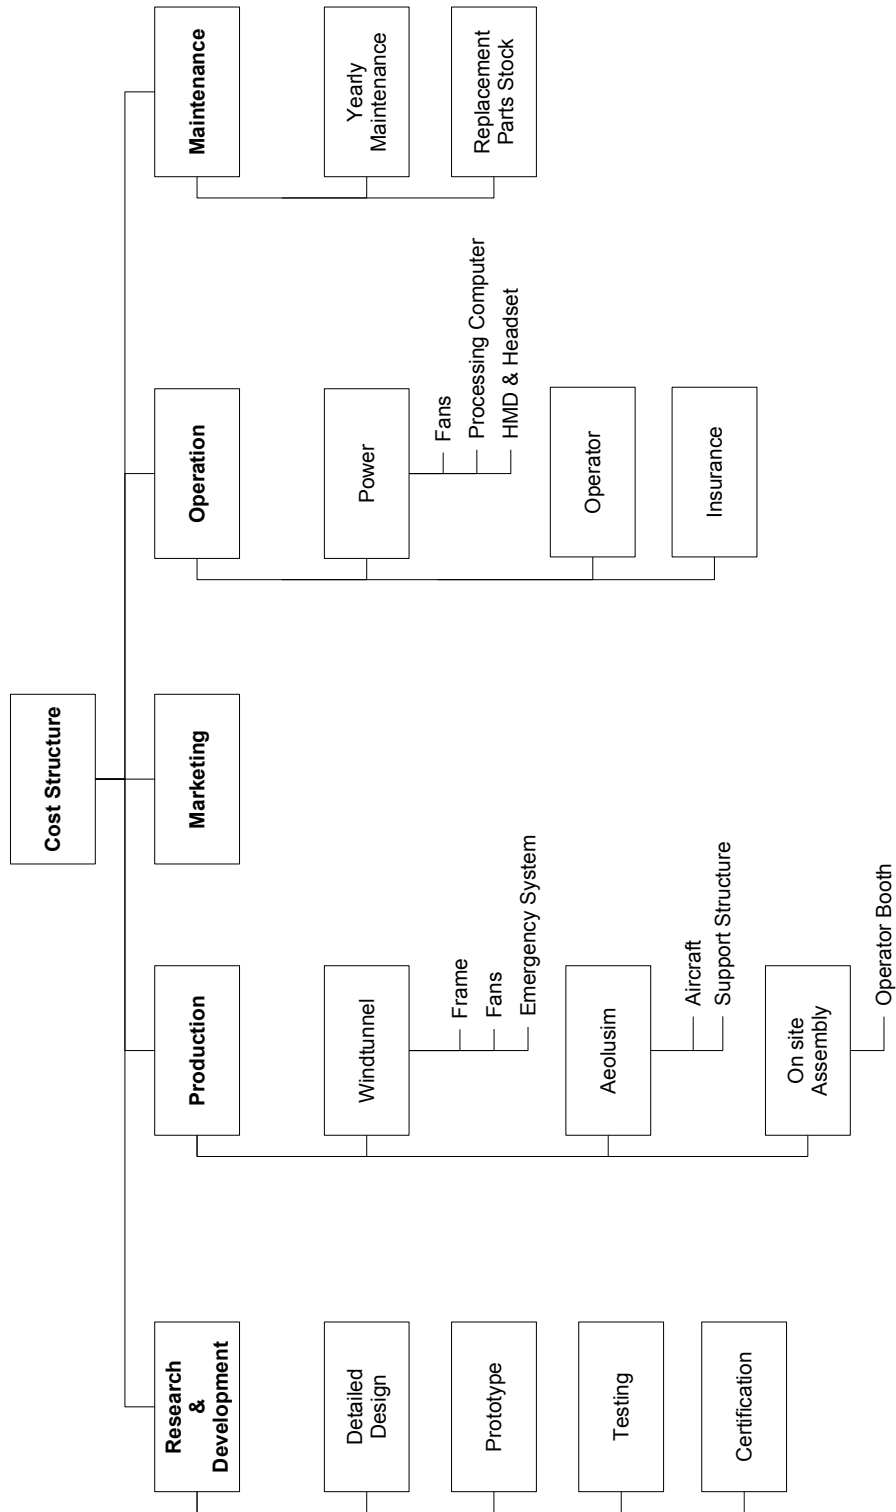 Cost Structure
Research
&
Development
Detailed
Design
Prototype
Testing
Certification
Production
Windtunnel
Frame
Fans
Emergency System
Aeolusim
Aircraft
Support Structure
On site
Assembly
Operator Booth
Marketing
Operation
Power
Fans
Processing Computer
HMD & Headset
Operator
Insurance
Maintenance
Yearly
Maintenance
Replacement
Parts Stock